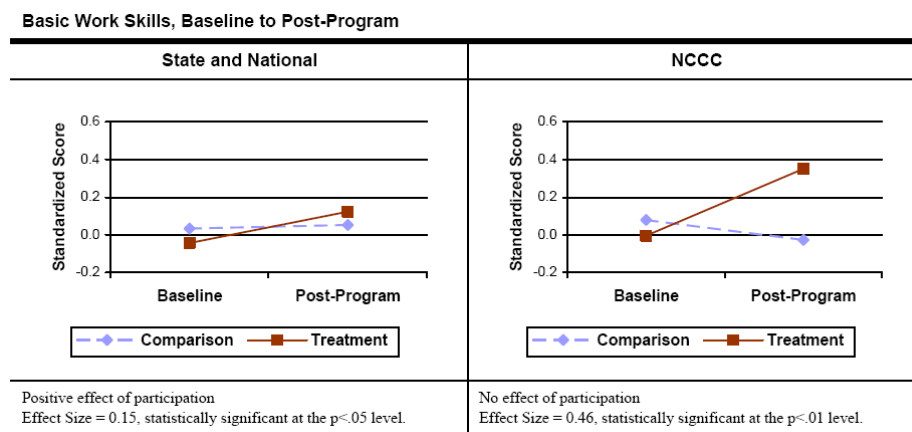 Basic Work Skills, Baseline to Post-Program
State and National
NCCC
Standardized Score
0.6
0.4
0.2
0.0
-0.2
Baseline Post-Program
Comparison Treatment
Standardized Score
0.6
0.4
0.2
0.0
-0.2
Baseline Post-Program
Comparison Treatment
Positive effect of participation
Effect Size = 0.15, statistically significant at the p<.05 level.
No effect of participation
Effect Size = 0.46, statistically significant at the p<.01 level.